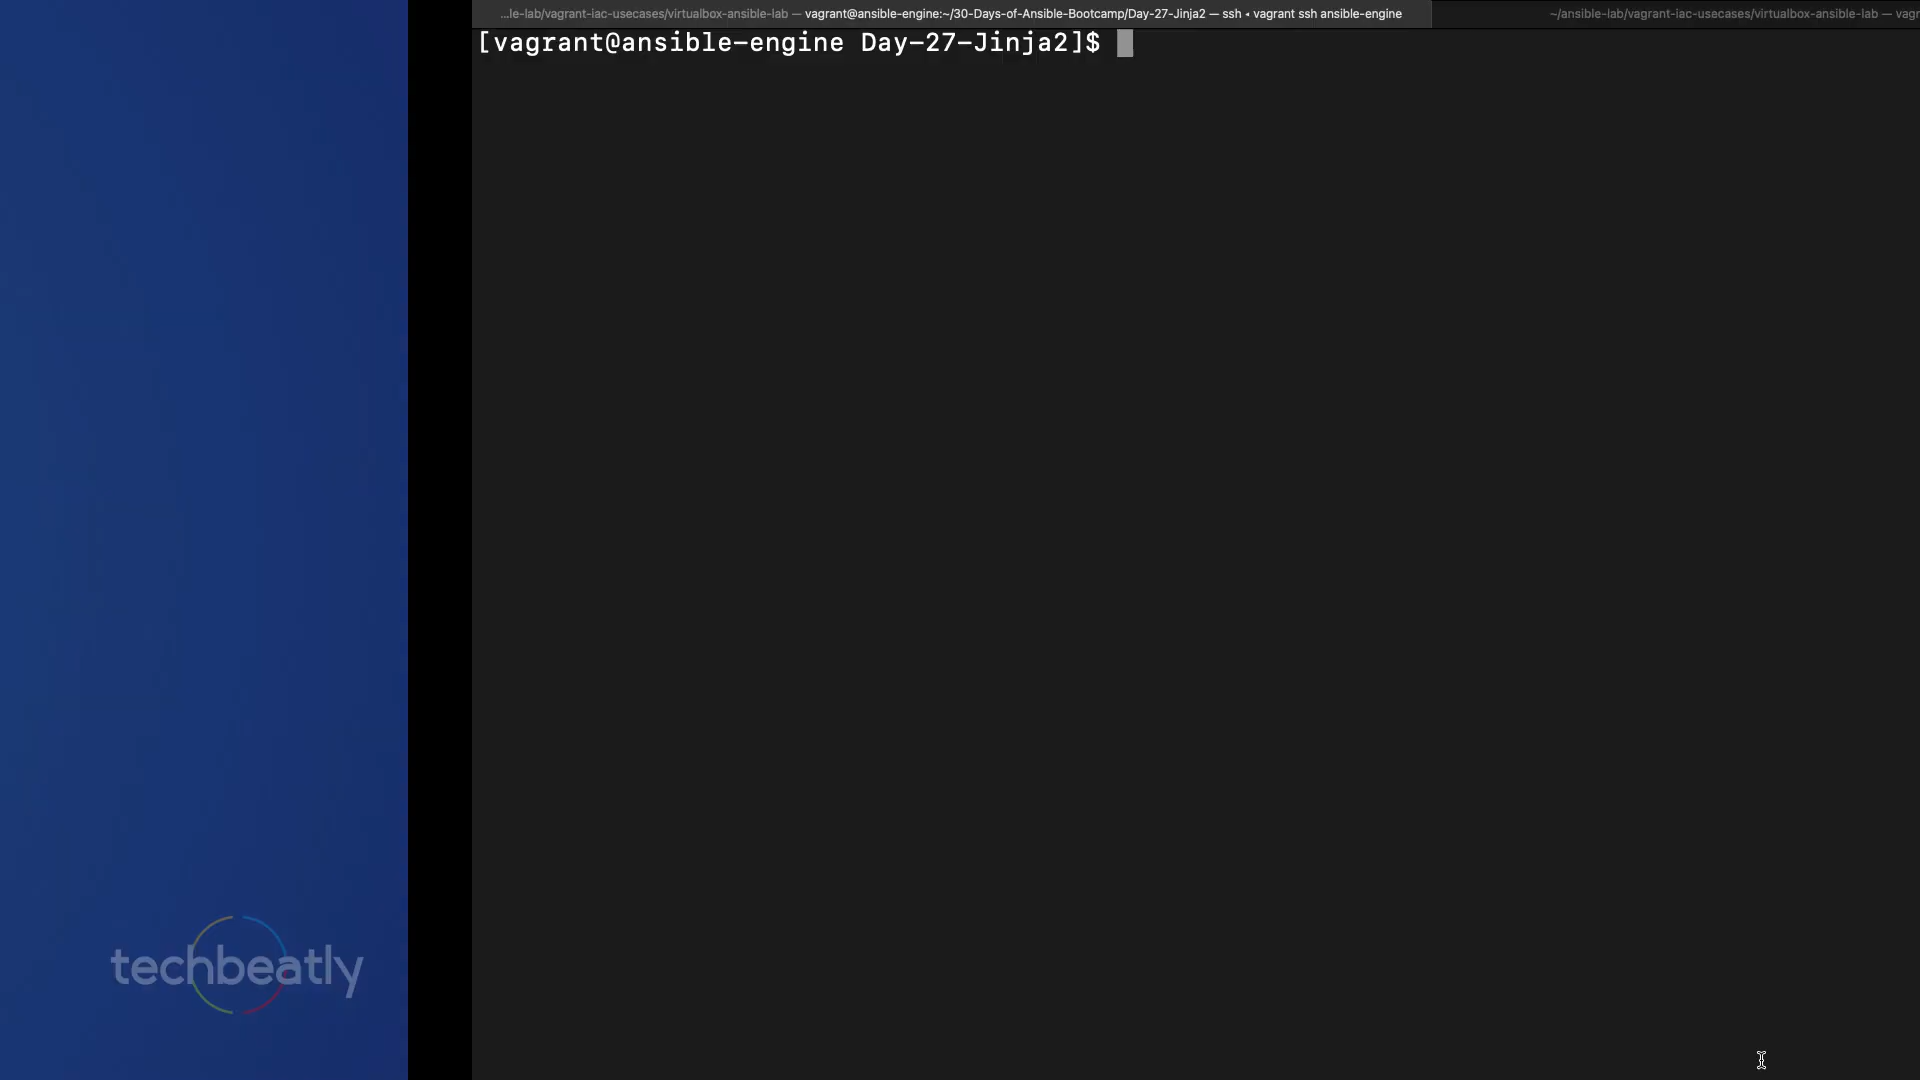 ...le-lab/vagrant-iac-usecases/virtualbox-ansible-lab — vagrant@ansible-engine:~/30-Days-of-Ansible-Bootcamp/Day-27-Jinja2 — ssh ◂ vagrant ssh ansible-engine
~/ansible-lab/vagrant-iac-usecases/virtualbox-ansible-lab — vagr
[vagrant@ansible-engine Day-27-Jinja2]$
techbeatly